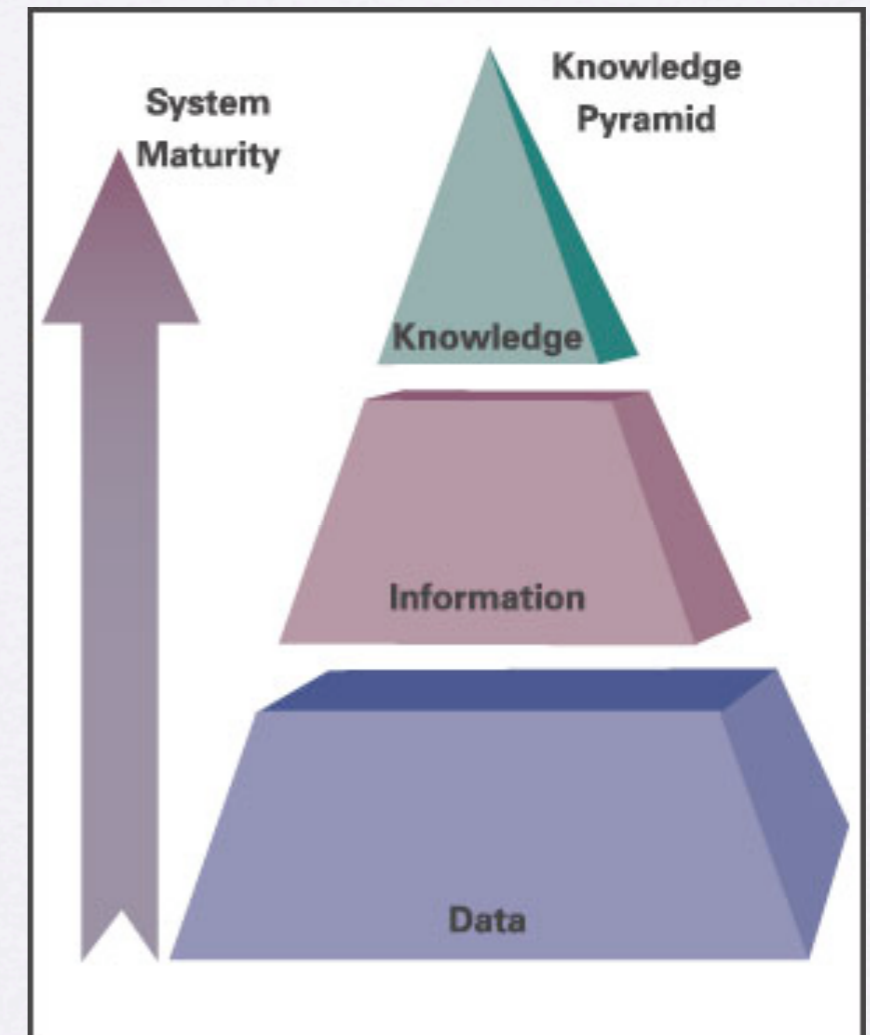 System
Maturity
Knowledge
Pyramid
Knowledge
Information
Data